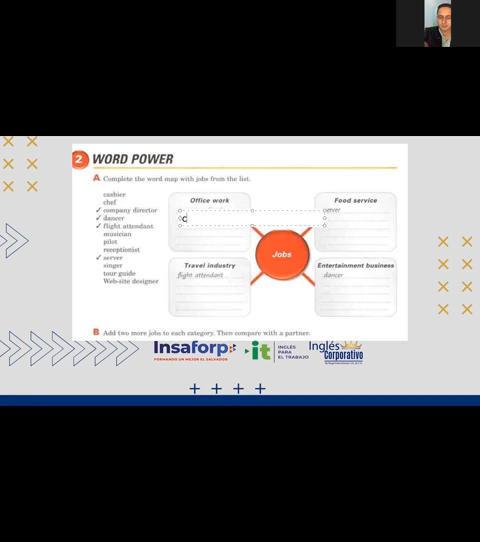 2 WORD POWER
A Complete the word map with jobs from the list.
cashier
chef
✓ company director
✓ dancer
✓ flight attendant
musician
pilot
receptionist
✓ server
singer
tour guide
Web-site designer
Office work
C
Food service
erver
Jobs
Travel industry
flight attendant
Entertainment business
dancer
B Add two more jobs to each category. Then compare with a partner.
Insaforp
FORMANDO UN MEJOR EL SALVADOR
it
INGLÉS
PARA
EL TRABAJO
Inglés
Corporativo